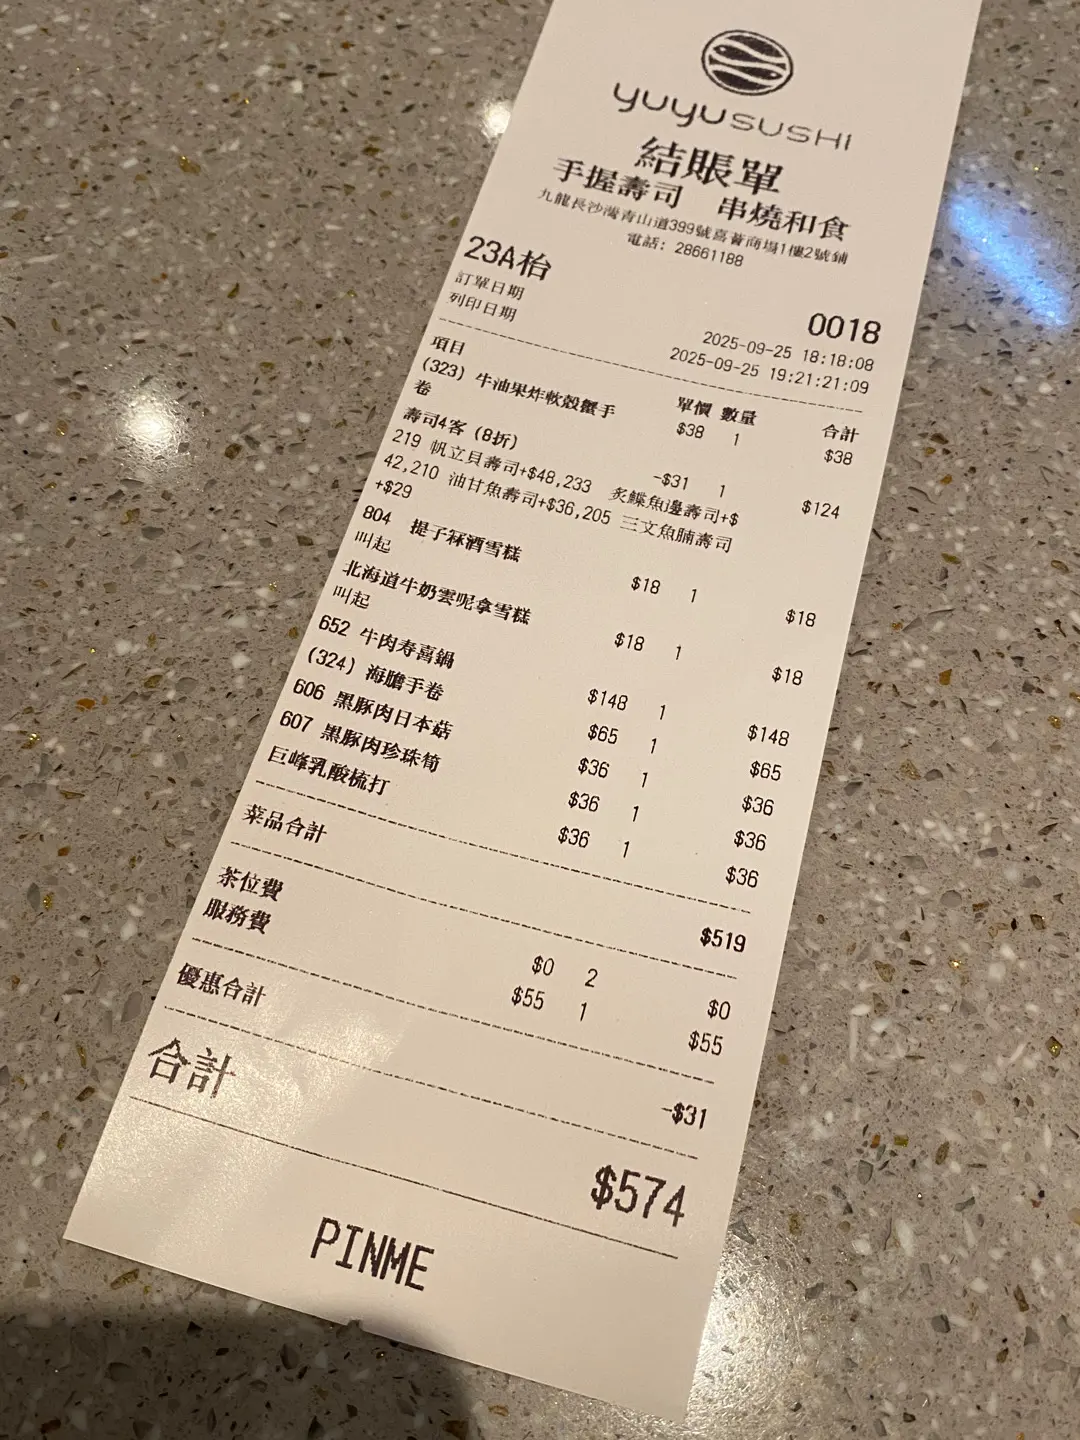 yuyusushi
結賬單
手握壽司 串燒和食
九龍長沙灣青山道399號喜薈商場1樓2號鋪
電話: 28661188
23A枱 0018
訂單日期 2025-09-25 18:18:08
列印日期 2025-09-25 19:21:21:09
項目 單價 數量 合計
(323) 牛油果炸軟殼蟹手卷 $38 1 $38
壽司4客 (8折) -$31 1 $124
219 帆立貝壽司+$48,233 炙鰈魚邊壽司+$
42,210 油甘魚壽司+$36,205 三文魚腩壽司
+$29
804 提子冧酒雪糕 $18 1 $18
叫起
北海道牛奶雲呢拿雪糕 $18 1 $18
叫起
652 牛肉寿喜鍋 $148 1 $148
(324) 海膽手卷 $65 1 $65
606 黑豚肉日本菇 $36 1 $36
607 黑豚肉珍珠筍 $36 1 $36
巨峰乳酸梳打 $36 1 $36
菜品合計 $519
茶位費 $0 2 $0
服務費 $55 1 $55
優惠合計 -$31
合計 $574
PINME